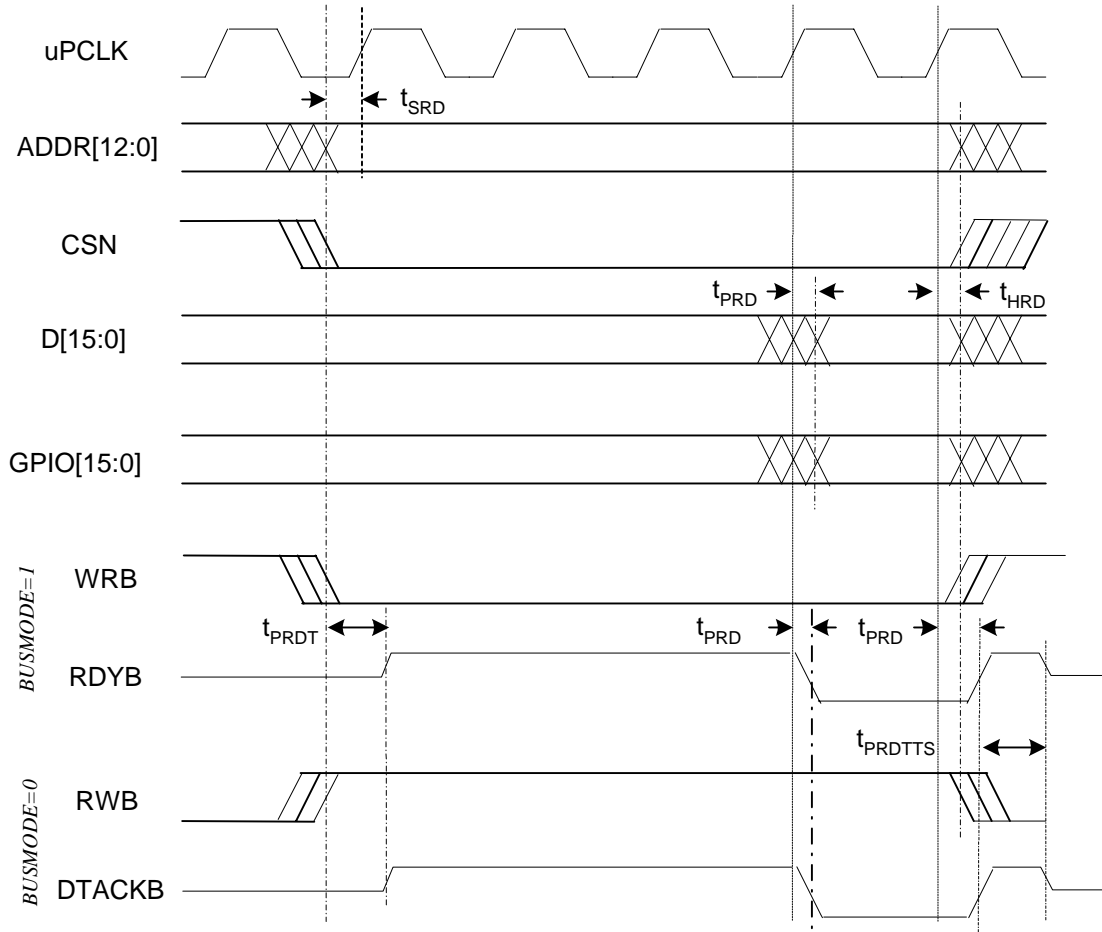 uPCLK
tSRD
ADDR[12:0]
CSN
tPRD
tHRD
D[15:0]
GPIO[15:0]
BUSMODE=1
WRB
tPRDT
tPRD
tPRD
RDYB
tPRDTTS
BUSMODE=0
RWB
DTACKB